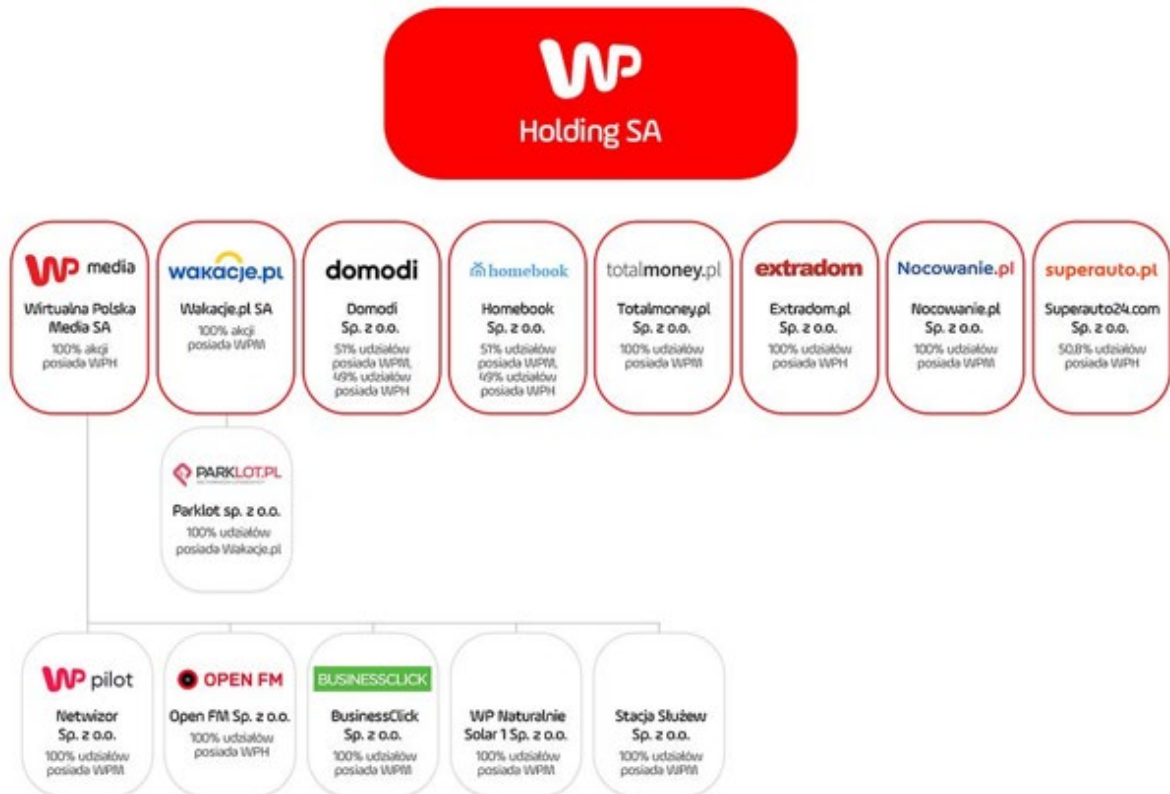 WP
Holding SA
WP media
Wirtualna Polska
Media SA
100% akcji
posiada WPH
wakacje.pl
Wakacje.pl SA
100% akcji
posiada WPM
domodi
Domodi
Sp. z o.o.
51% udziałów
posiada WPM,
49% udziałów
posiada WPH
homebook
Homebook
Sp. z o.o.
51% udziałów
posiada WPM,
49% udziałów
posiada WPH
totalmoney.pl
Totalmoney.pl
Sp. z o.o.
100% udziałów
posiada WPM
extradom
Extradom.pl
Sp. z o.o.
100% udziałów
posiada WPH
Nocowanie.pl
Nocowanie.pl
Sp. z o.o.
100% udziałów
posiada WPM
superauto.pl
Superauto24.com
Sp. z o.o.
50,8% udziałów
posiada WPH
PARKLOT.PL
Parklot sp. z o.o.
100% udziałów
posiada Wakacje.pl
WP pilot
Netwizor
Sp. z o.o.
100% udziałów
posiada WPM
OPEN FM
Open FM Sp. z o.o.
100% udziałów
posiada WPH
BUSINESSCLICK
BusinessClick
Sp. z o.o.
100% udziałów
posiada WPM
WP Naturalnie
Solar 1 Sp. z o.o.
100% udziałów
posiada WPM
Stacja Służew
Sp. z o.o.
100% udziałów
posiada WPM